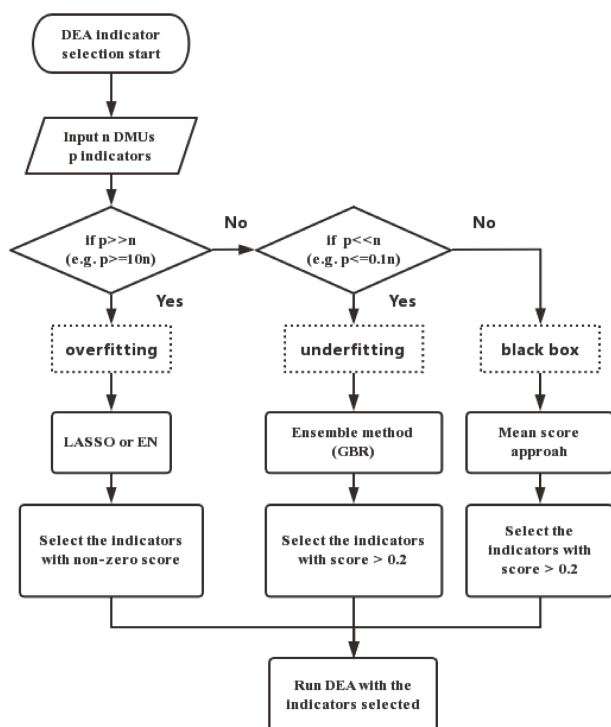 DEA indicator
selection start
Input n DMUs
p indicators
if p>>n
(e.g. p>=10n)
No
if p<<n
(e.g. p<=0.1n)
No
Yes
Yes
overfitting
underfitting
black box
LASSO or EN
Ensemble method
(GBR)
Mean score
approah
Select the indicators
with non-zero score
Select the indicators
with score > 0.2
Select the
indicators with
score > 0.2
Run DEA with the
indicators selected